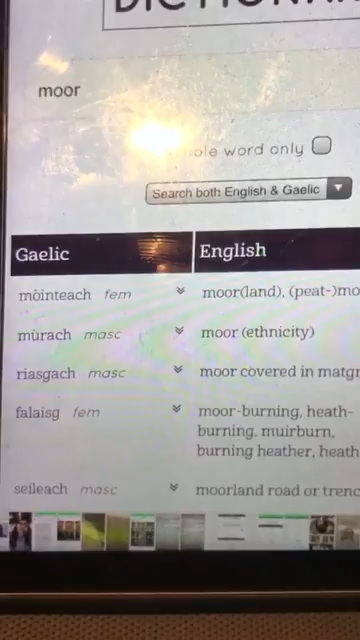 moor
word only
Search both English & Gaelic
Gaelic English
mòinteach fem moor(land), (peat-)mo
mùrach masc moor (ethnicity)
riasgach masc moor covered in matgr
falaisg fem moor-burning, heath-
burning, muirburn,
burning heather, heath
seileach masc moorland road or trenc